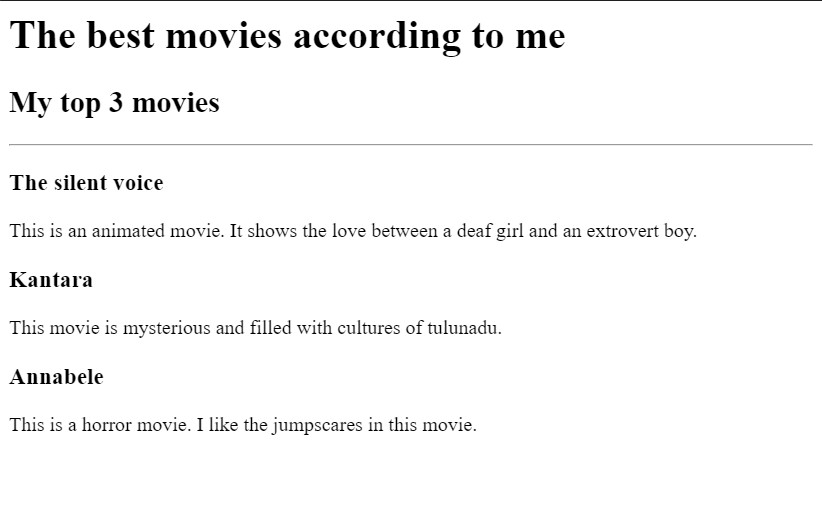 The best movies according to me
My top 3 movies
The silent voice
This is an animated movie. It shows the love between a deaf girl and an extrovert boy.
Kantara
This movie is mysterious and filled with cultures of tulunadu.
Annabele
This is a horror movie. I like the jumpscares in this movie.